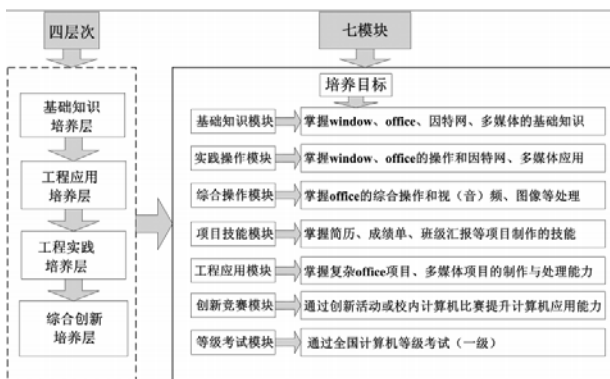 四层次
七模块
基础知识
培养层
工程应用
培养层
工程实践
培养层
综合创新
培养层
培养目标
基础知识模块
掌握window、office、因特网、多媒体的基础知识
实践操作模块
掌握window、office的操作和因特网、多媒体应用
综合操作模块
掌握office的综合操作和视（音）频、图像等处理
项目技能模块
掌握简历、成绩单、班级汇报等项目制作的技能
工程应用模块
掌握复杂office项目、多媒体项目的制作与处理能力
创新竞赛模块
通过创新活动或校内计算机比赛提升计算机应用能力
等级考试模块
通过全国计算机等级考试（一级）